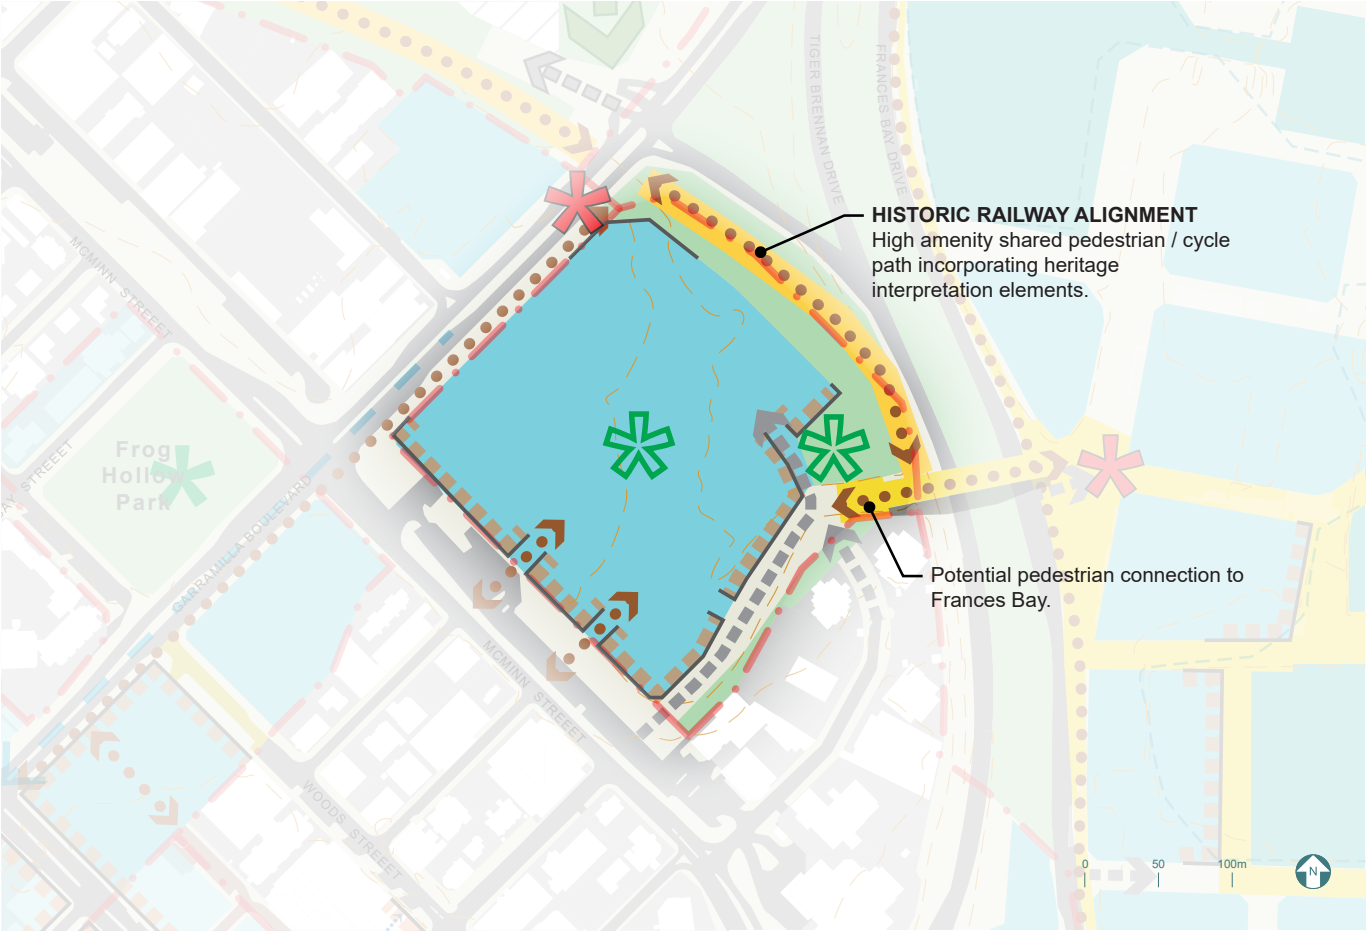 TIGER BRENNAN DRIVE
FRANCES BAY DRIVE
HISTORIC RAILWAY ALIGNMENT
High amenity shared pedestrian / cycle
path incorporating heritage
interpretation elements.
MCMINN STREEET
Frog
Hollow
Park
AY STREEET
GARRAMILLA BOULEVARD
Potential pedestrian connection to
Frances Bay.
MCMINN STREEET
WOODS STREEET
0 50 100m
N